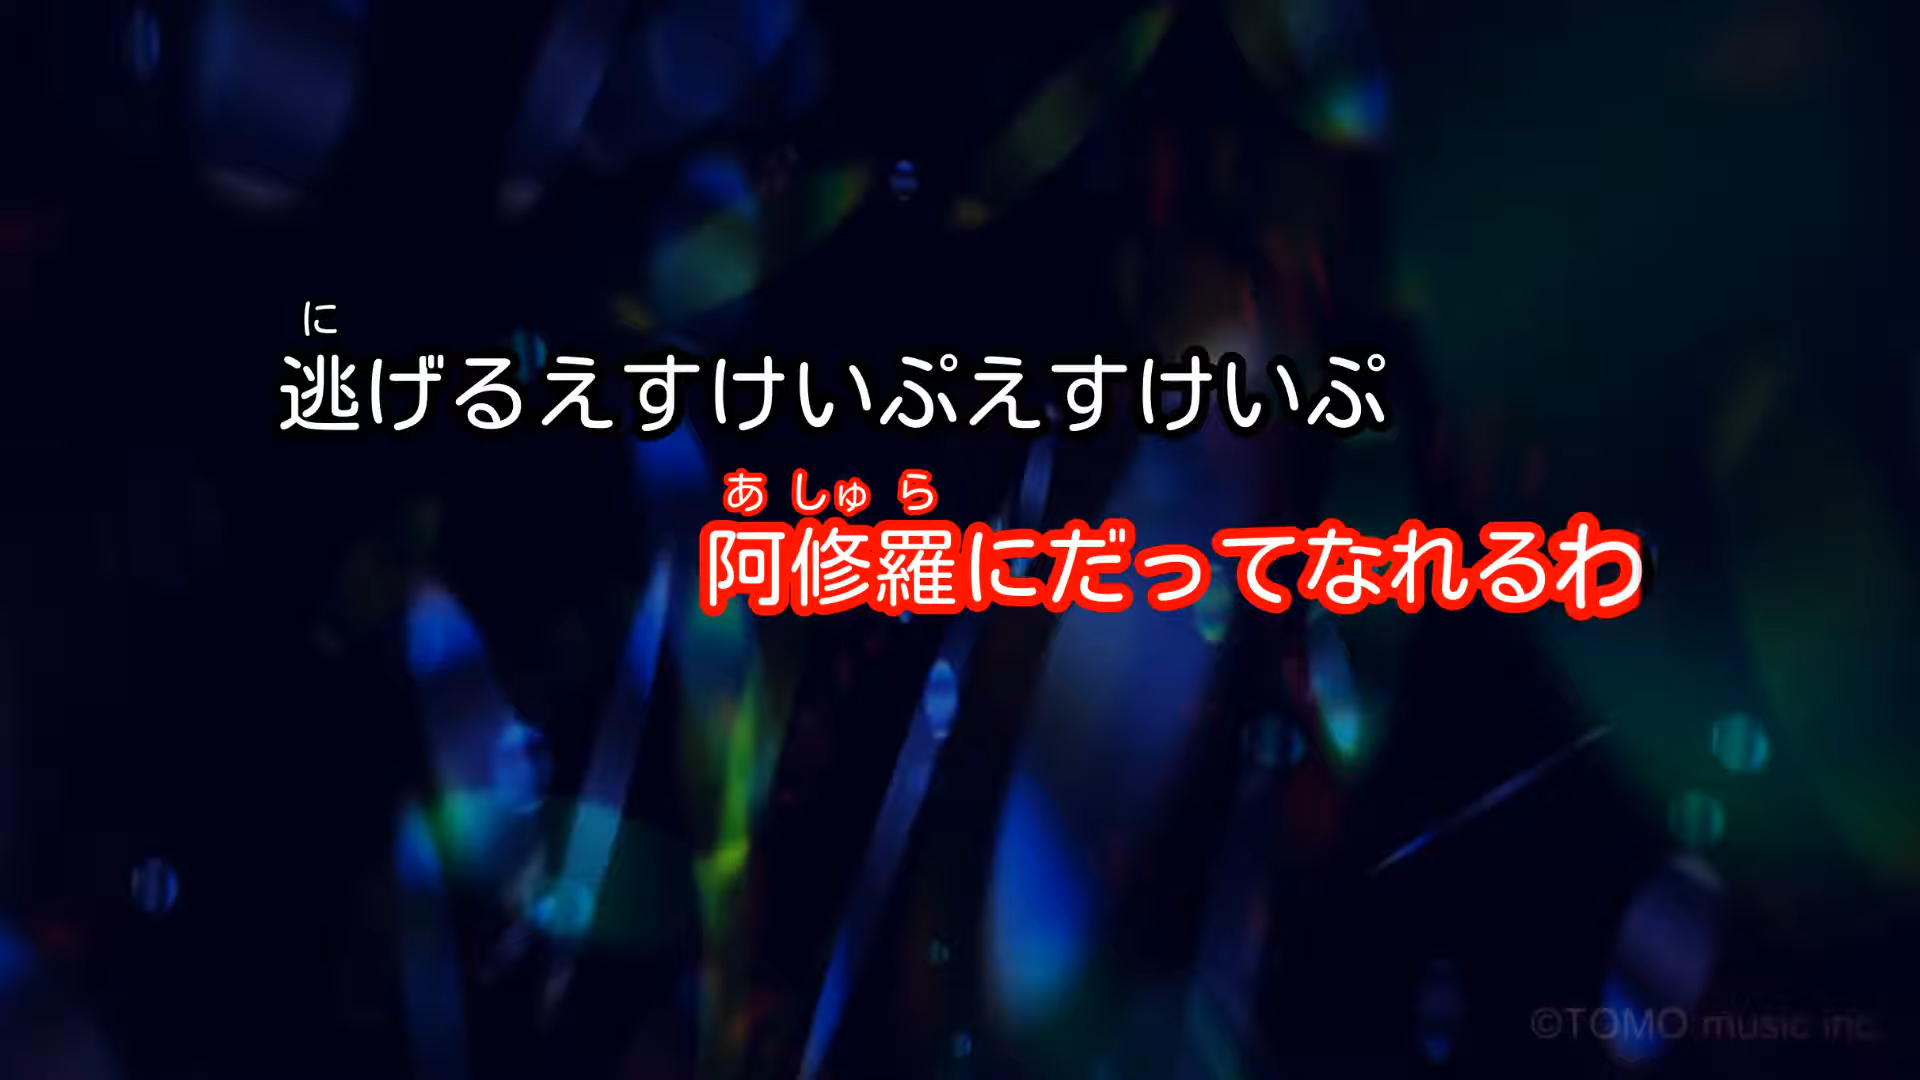 に
逃げるえすけいぷえすけいぷ
あしゅら
阿修羅にだってなれるわ
©TOMO music inc.